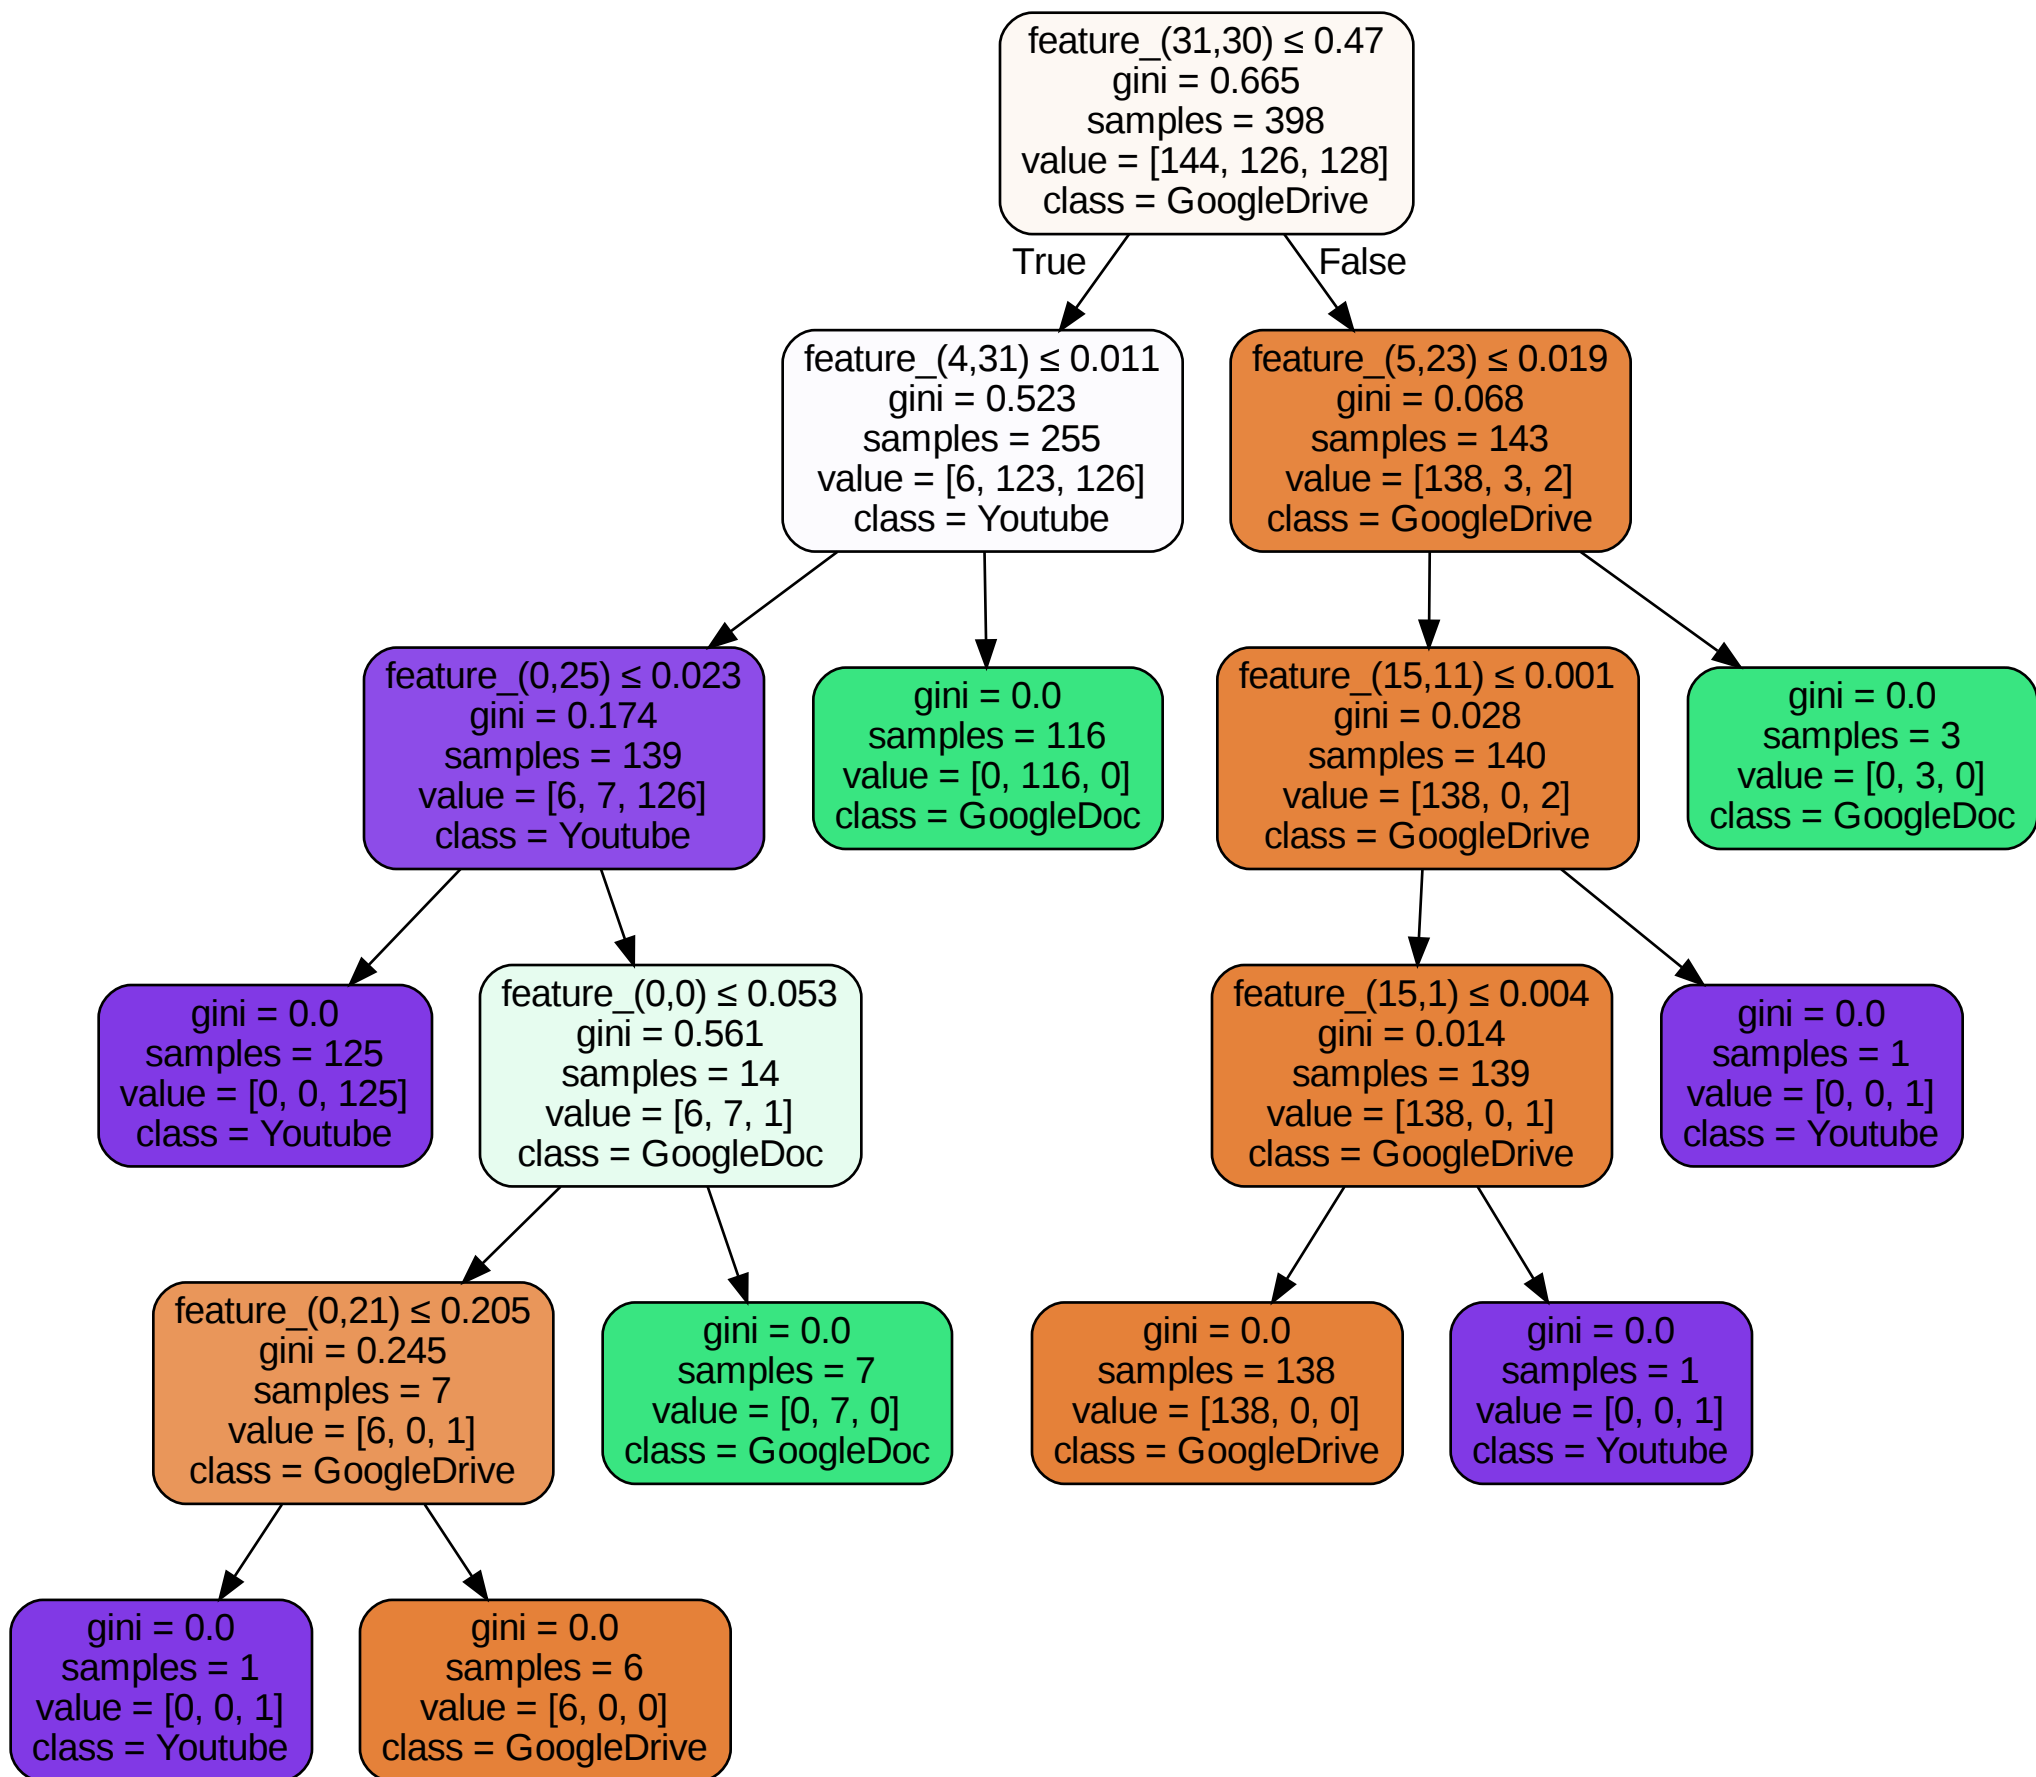 feature_(31,30) ≤ 0.47
gini = 0.665
samples = 398
value = [144, 126, 128]
class = GoogleDrive
True
False
feature_(4,31) ≤ 0.011
gini = 0.523
samples = 255
value = [6, 123, 126]
class = Youtube
feature_(5,23) ≤ 0.019
gini = 0.068
samples = 143
value = [138, 3, 2]
class = GoogleDrive
feature_(0,25) ≤ 0.023
gini = 0.174
samples = 139
value = [6, 7, 126]
class = Youtube
gini = 0.0
samples = 116
value = [0, 116, 0]
class = GoogleDoc
feature_(15,11) ≤ 0.001
gini = 0.028
samples = 140
value = [138, 0, 2]
class = GoogleDrive
gini = 0.0
samples = 3
value = [0, 3, 0]
class = GoogleDoc
gini = 0.0
samples = 125
value = [0, 0, 125]
class = Youtube
feature_(0,0) ≤ 0.053
gini = 0.561
samples = 14
value = [6, 7, 1]
class = GoogleDoc
feature_(15,1) ≤ 0.004
gini = 0.014
samples = 139
value = [138, 0, 1]
class = GoogleDrive
gini = 0.0
samples = 1
value = [0, 0, 1]
class = Youtube
feature_(0,21) ≤ 0.205
gini = 0.245
samples = 7
value = [6, 0, 1]
class = GoogleDrive
gini = 0.0
samples = 7
value = [0, 7, 0]
class = GoogleDoc
gini = 0.0
samples = 138
value = [138, 0, 0]
class = GoogleDrive
gini = 0.0
samples = 1
value = [0, 0, 1]
class = Youtube
gini = 0.0
samples = 1
value = [0, 0, 1]
class = Youtube
gini = 0.0
samples = 6
value = [6, 0, 0]
class = GoogleDrive